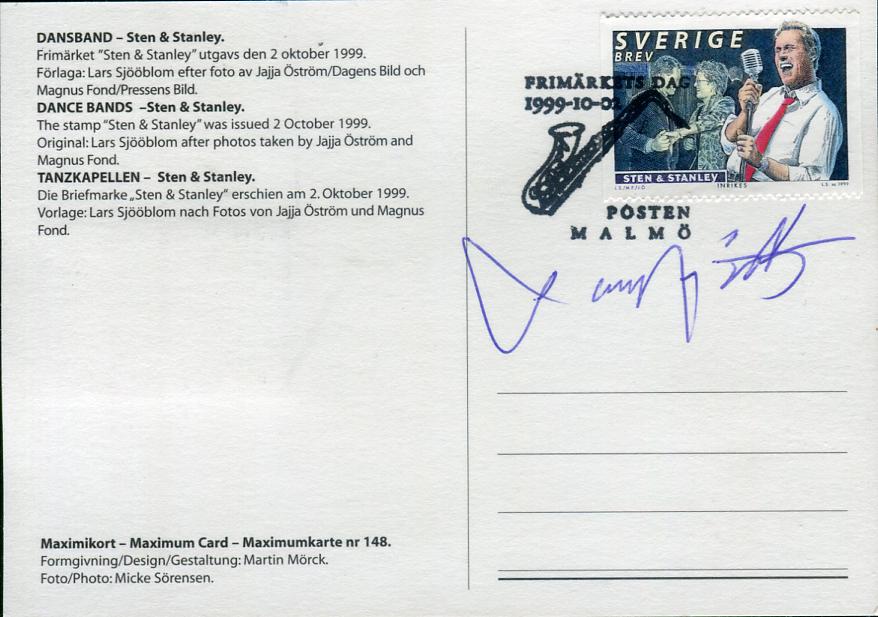 DANSBAND – Sten & Stanley.
Frimärket "Sten & Stanley" utgavs den 2 oktober 1999.
Förlaga: Lars Sjööblom efter foto av Jajja Öström/Dagens Bild och
Magnus Fond/Pressens Bild.
DANCE BANDS –Sten & Stanley.
The stamp "Sten & Stanley" was issued 2 October 1999.
Original: Lars Sjööblom after photos taken by Jajja Öström and
Magnus Fond.
TANZKAPELLEN – Sten & Stanley.
Die Briefmarke „Sten & Stanley" erschien am 2. Oktober 1999.
Vorlage: Lars Sjööblom nach Fotos von Jajja Öström und Magnus
Fond.
Maximikort – Maximum Card – Maximumkarte nr 148.
Formgivning/Design/Gestaltung: Martin Mörck.
Foto/Photo: Micke Sörensen.
SVERIGE
BREV
STEN & STANLEY
INRIKES
FRIMÄRKETS DAG
1999-10-02
POSTEN
MALMÖ